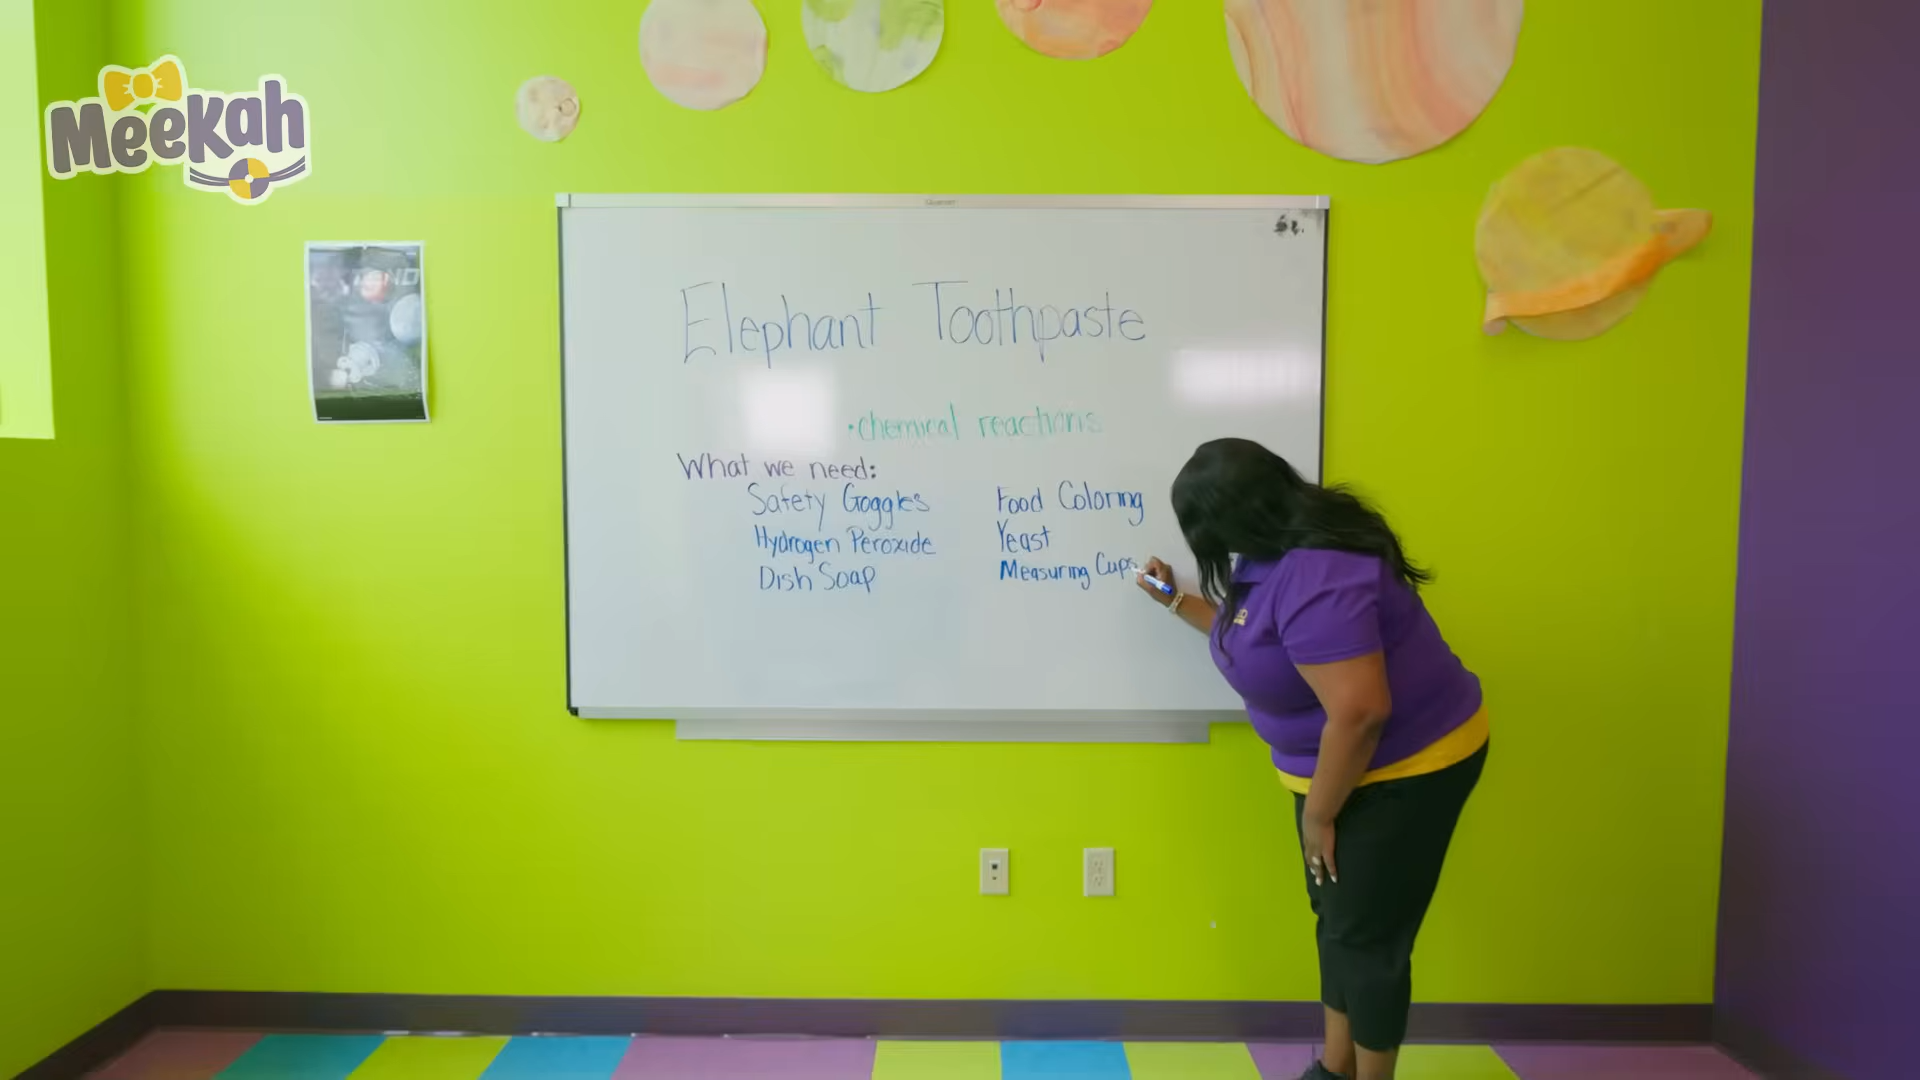 Meekah
Elephant Toothpaste
•chemical reactions
What we need:
Safety Goggles
Hydrogen Peroxide
Dish Soap
Food Coloring
Yeast
Measuring Cups